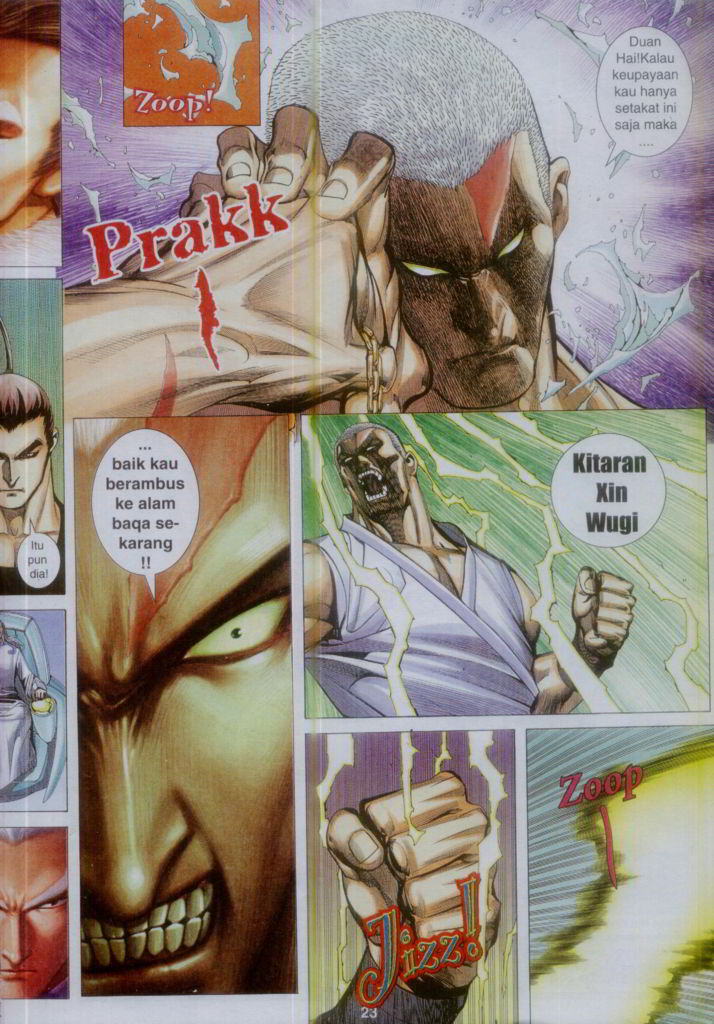 Zoop!
Duan
Hai!Kalau
keupayaan
kau hanya
setakat ini
saja maka
....
Prakk
!
Itu
pun
dia!
...
baik kau
berambus
ke alam
baqa se-
karang
!!
Kitaran
Xin
Wugi
Jizz!
Zoop
!
23